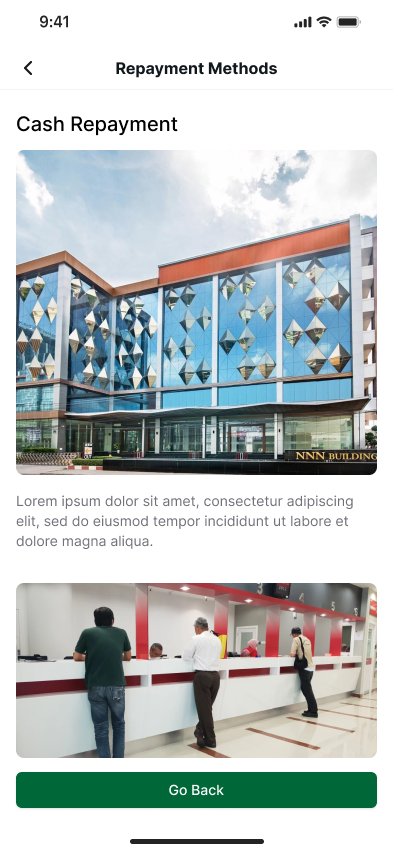 9:41
Repayment Methods
Cash Repayment
NNN BUILDING
Lorem ipsum dolor sit amet, consectetur adipiscing
elit, sed do eiusmod tempor incididunt ut labore et
dolore magna aliqua.
Go Back